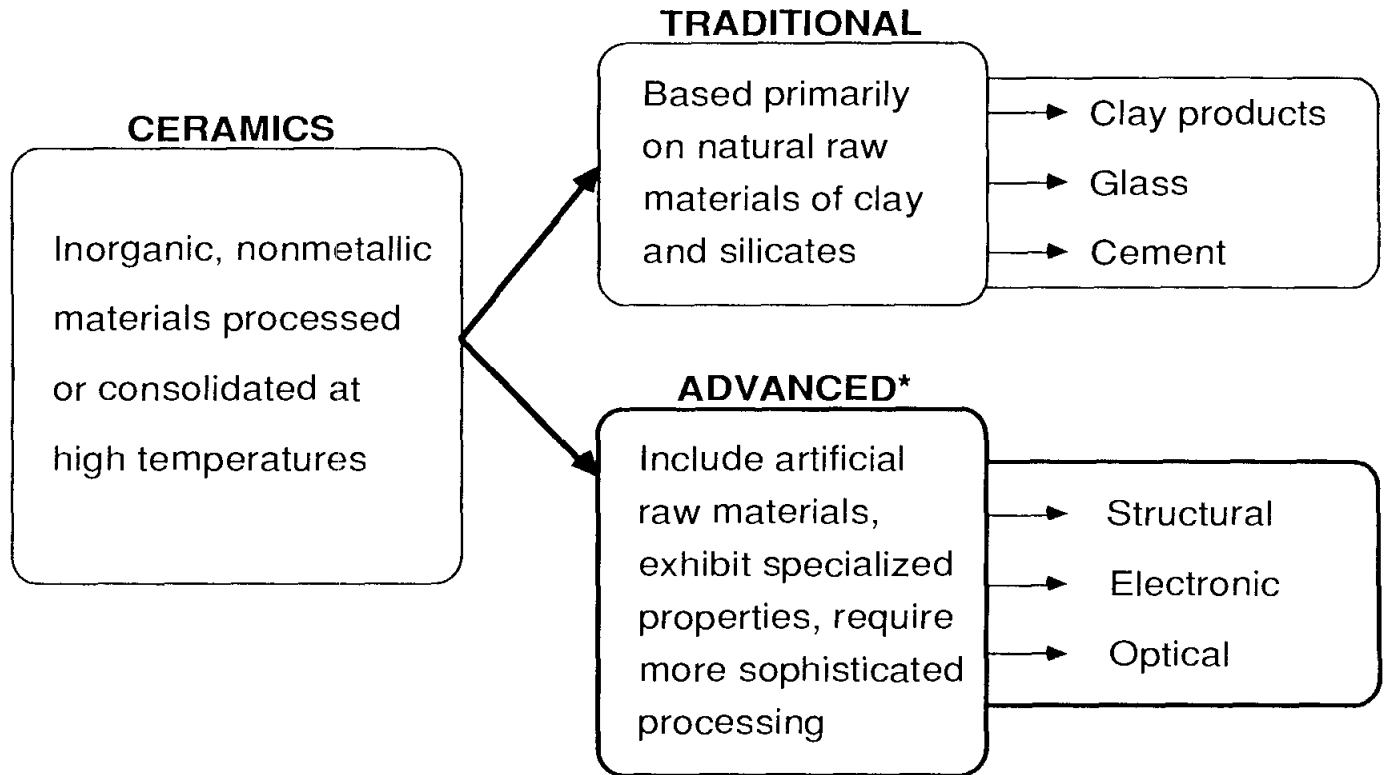 CERAMICS
Inorganic, nonmetallic
materials processed
or consolidated at
high temperatures
TRADITIONAL
Based primarily
on natural raw
materials of clay
and silicates
Clay products
Glass
Cement
ADVANCED*
Include artificial
raw materials,
exhibit specialized
properties, require
more sophisticated
processing
Structural
Electronic
Optical